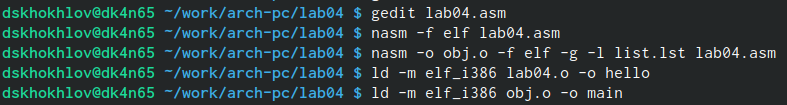 dskhokhlov@dk4n65 ~/work/arch-pc/lab04 $ gedit lab04.asm
dskhokhlov@dk4n65 ~/work/arch-pc/lab04 $ nasm -f elf lab04.asm
dskhokhlov@dk4n65 ~/work/arch-pc/lab04 $ nasm -o obj.o -f elf -g -l list.lst lab04.asm
dskhokhlov@dk4n65 ~/work/arch-pc/lab04 $ ld -m elf_i386 lab04.o -o hello
dskhokhlov@dk4n65 ~/work/arch-pc/lab04 $ ld -m elf_i386 obj.o -o main